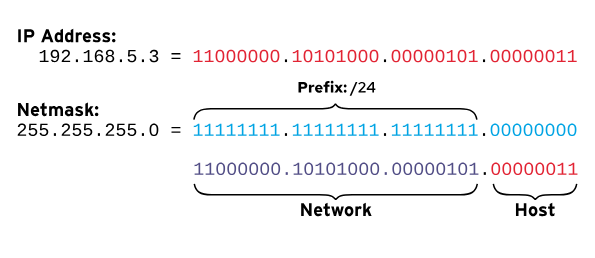 IP Address:
192.168.5.3 = 11000000.10101000.00000101.00000011
Prefix: /24
Netmask:
255.255.255.0 = 11111111.11111111.11111111.00000000
11000000.10101000.00000101.00000011
Network Host